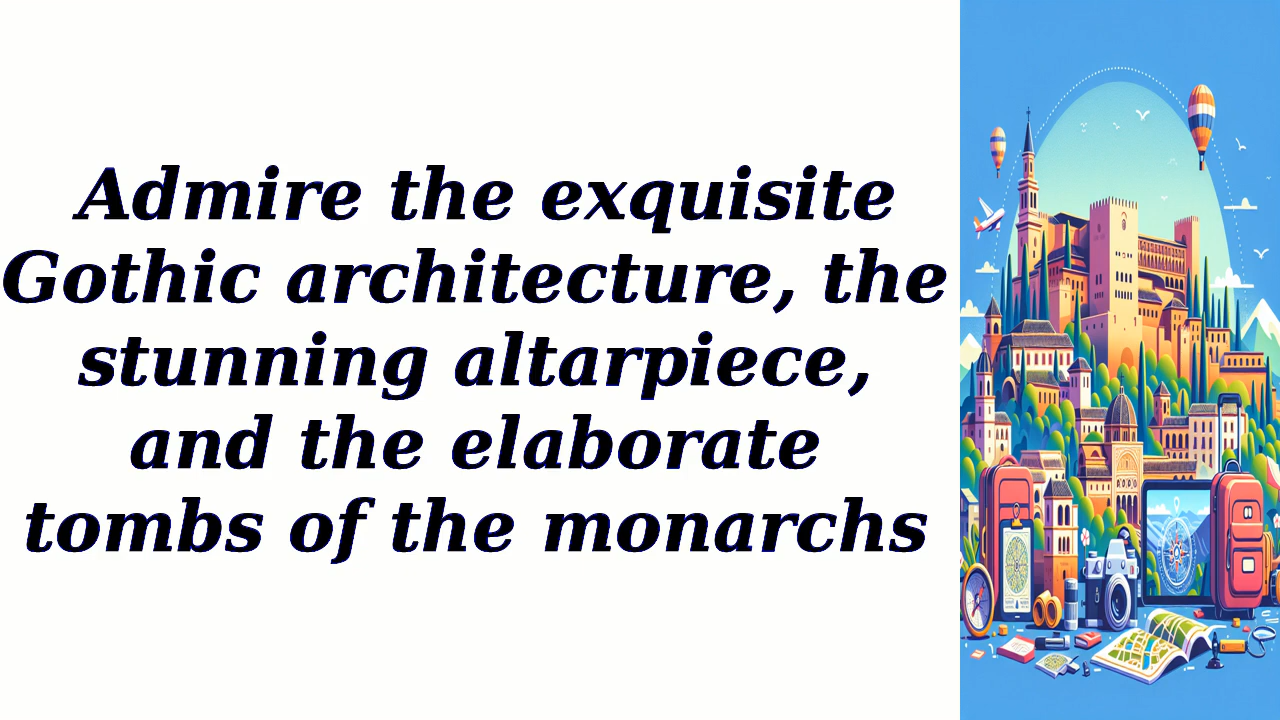 Admire the exquisite
Gothic architecture, the
stunning altarpiece,
and the elaborate
tombs of the monarchs